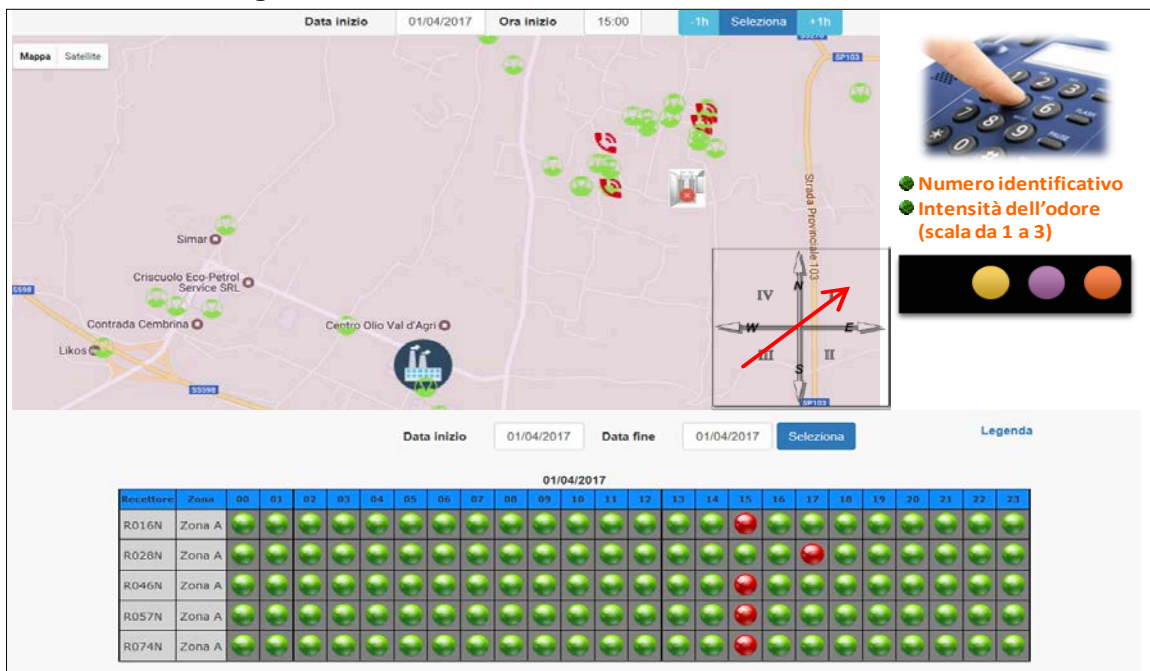 Data inizio 01/04/2017 Ora inizio 15:00 -1h Seleziona +1h
Mappa Satellite
SP103
Strada Provinciale 103
Simar
Criscuolo Eco-Petrol
Service SRL
S598
Contrada Cembrina
Centro Olio Val d'Agri
Likos
SS598
SP103
N
IV
W E
III II
S
Numero identificativo
Intensità dell'odore
(scala da 1 a 3)
Data inizio 01/04/2017 Data fine 01/04/2017 Seleziona
Legenda
01/04/2017
Recettore Zona 00 01 02 03 04 05 06 07 08 09 10 11 12 13 14 15 16 17 18 19 20 21 22 23
R016N Zona A
R028N Zona A
R046N Zona A
R057N Zona A
R074N Zona A